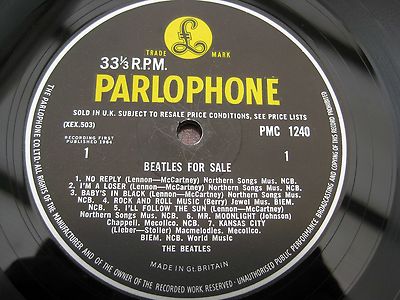 £
TRADE MARK
33⅓ R.P.M.
PARLOPHONE
SOLD IN U.K. SUBJECT TO RESALE PRICE CONDITIONS, SEE PRICE LISTS
(XEX.503)
PMC 1240
RECORDING FIRST
PUBLISHED 1964
1
1
BEATLES FOR SALE
1. NO REPLY (Lennon—McCartney) Northern Songs Mus. NCB.
2. I'M A LOSER (Lennon—McCartney) Northern Songs Mus. NCB.
3. BABY'S IN BLACK (Lennon—McCartney) Northern Songs Mus.
NCB. 4. ROCK AND ROLL MUSIC (Berry) Jewel Mus. BIEM.
NCB. 5. I'LL FOLLOW THE SUN (Lennon—McCartney)
Northern Songs Mus. NCB. 6. MR. MOONLIGHT (Johnson)
Chappell. Mecolico. NCB. 7. KANSAS CITY
(Lieber—Stoller) Macmelodies. Mecolico.
BIEM. NCB. World Music
THE BEATLES
MADE IN Gt. BRITAIN
THE PARLOPHONE CO. LTD. ALL RIGHTS OF THE MANUFACTURER AND OF THE OWNER OF THE RECORDED WORK RESERVED — UNAUTHORISED PUBLIC PERFORMANCE BROADCASTING AND COPYING OF THIS RECORD PROHIBITED